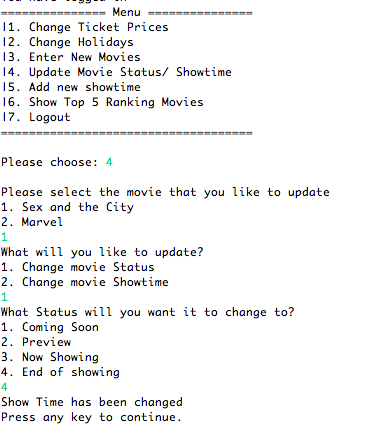 You have logged in
=============== Menu ===============
|1. Change Ticket Prices
|2. Change Holidays
|3. Enter New Movies
|4. Update Movie Status/ Showtime
|5. Add new showtime
|6. Show Top 5 Ranking Movies
|7. Logout
====================================
Please choose: 4
Please select the movie that you like to update
1. Sex and the City
2. Marvel
1
What will you like to update?
1. Change movie Status
2. Change movie Showtime
1
What Status will you want it to change to?
1. Coming Soon
2. Preview
3. Now Showing
4. End of showing
4
Show Time has been changed
Press any key to continue.